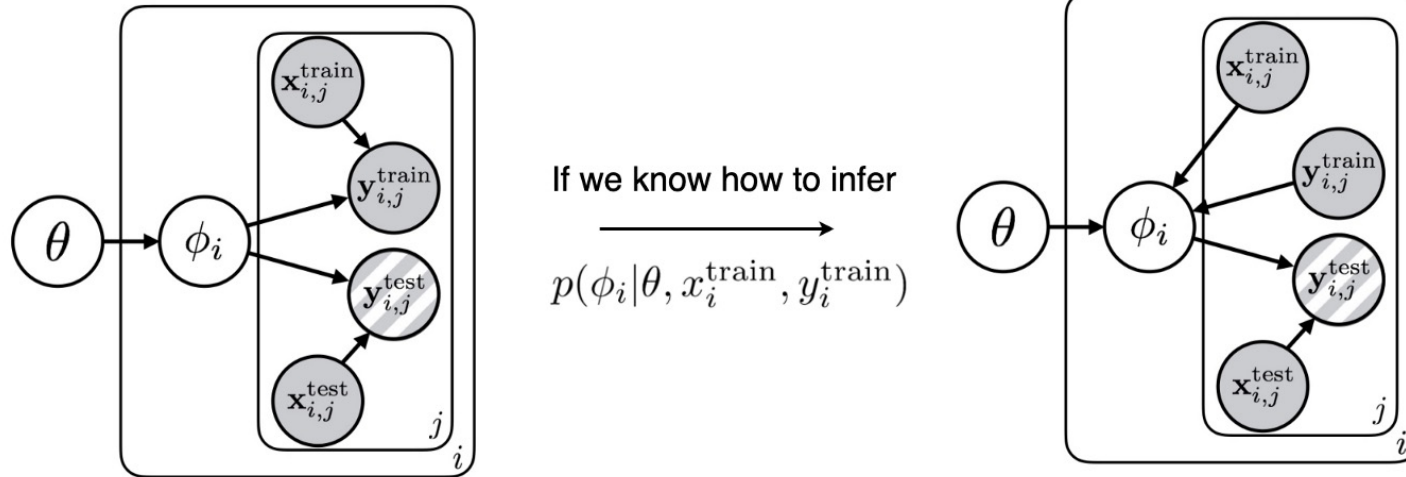 θ
ϕ_i
x_{i,j}^{train}
y_{i,j}^{train}
y_{i,j}^{test}
x_{i,j}^{test}
j
i
If we know how to infer
p(ϕ_i|θ, x_i^{train}, y_i^{train})
θ
ϕ_i
x_{i,j}^{train}
y_{i,j}^{train}
y_{i,j}^{test}
x_{i,j}^{test}
j
i